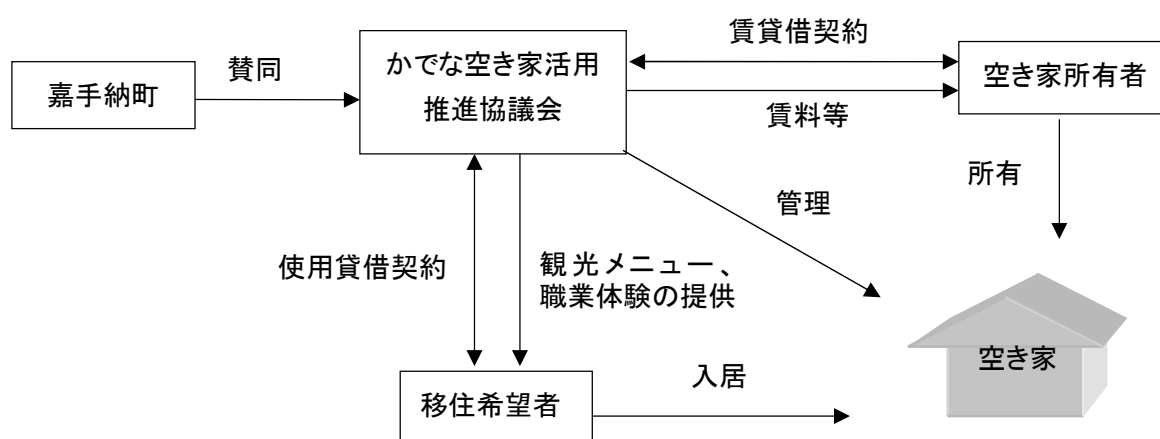 嘉手納町
賛同
かでな空き家活用
推進協議会
賃貸借契約
賃料等
空き家所有者
所有
管理
使用貸借契約
観光メニュー、
職業体験の提供
空き家
移住希望者
入居